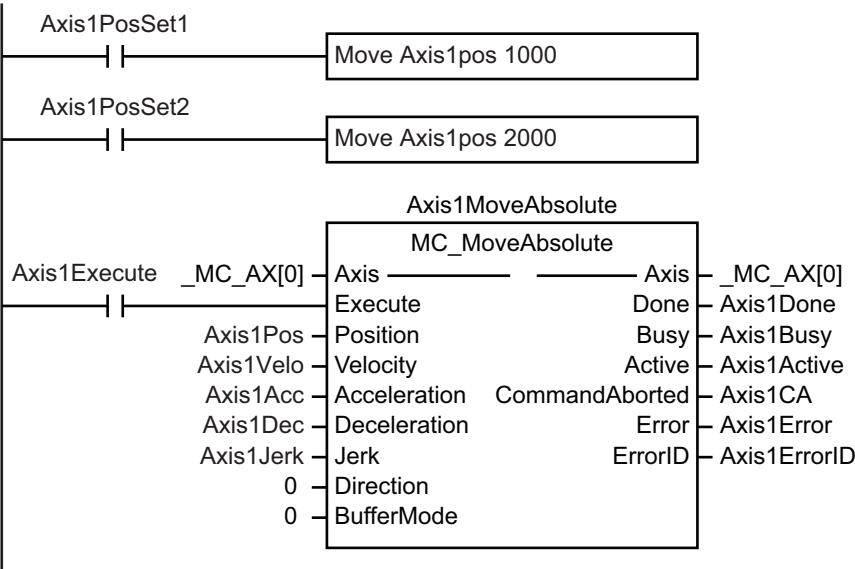 Axis1PosSet1
Move Axis1pos 1000
Axis1PosSet2
Move Axis1pos 2000
Axis1MoveAbsolute
MC_MoveAbsolute
Axis1Execute _MC_AX[0] Axis Axis _MC_AX[0]
Execute Done Axis1Done
Axis1Pos Position Busy Axis1Busy
Axis1Velo Velocity Active Axis1Active
Axis1Acc Acceleration CommandAborted Axis1CA
Axis1Dec Deceleration Error Axis1Error
Axis1Jerk Jerk ErrorID Axis1ErrorID
0 Direction
0 BufferMode